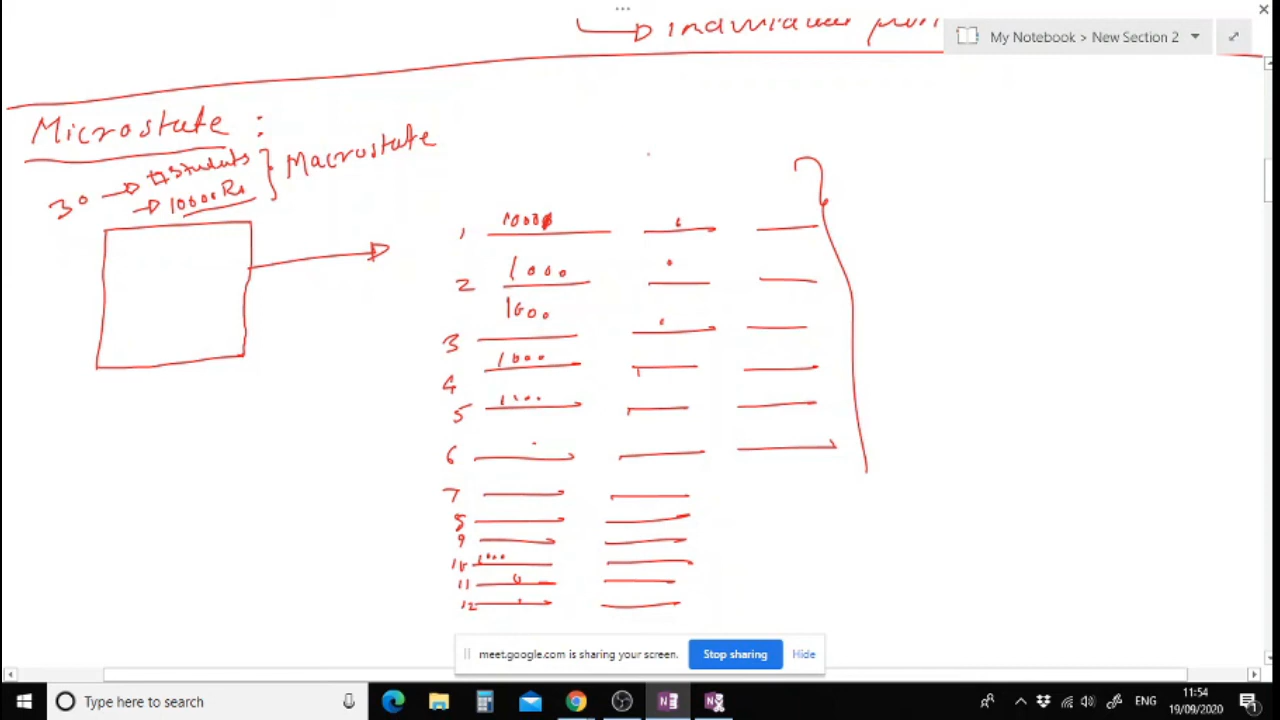 individual
My Notebook > New Section 2
Microstate :
30 → # Students
→ 10000 Rs
Macrostate
1
2 1000
1000
3
1000
4
5
6
7
8
9
10 1000
11 0
12
meet.google.com is sharing your screen. Stop sharing Hide
Type here to search
ENG
11:54
19/09/2020
1